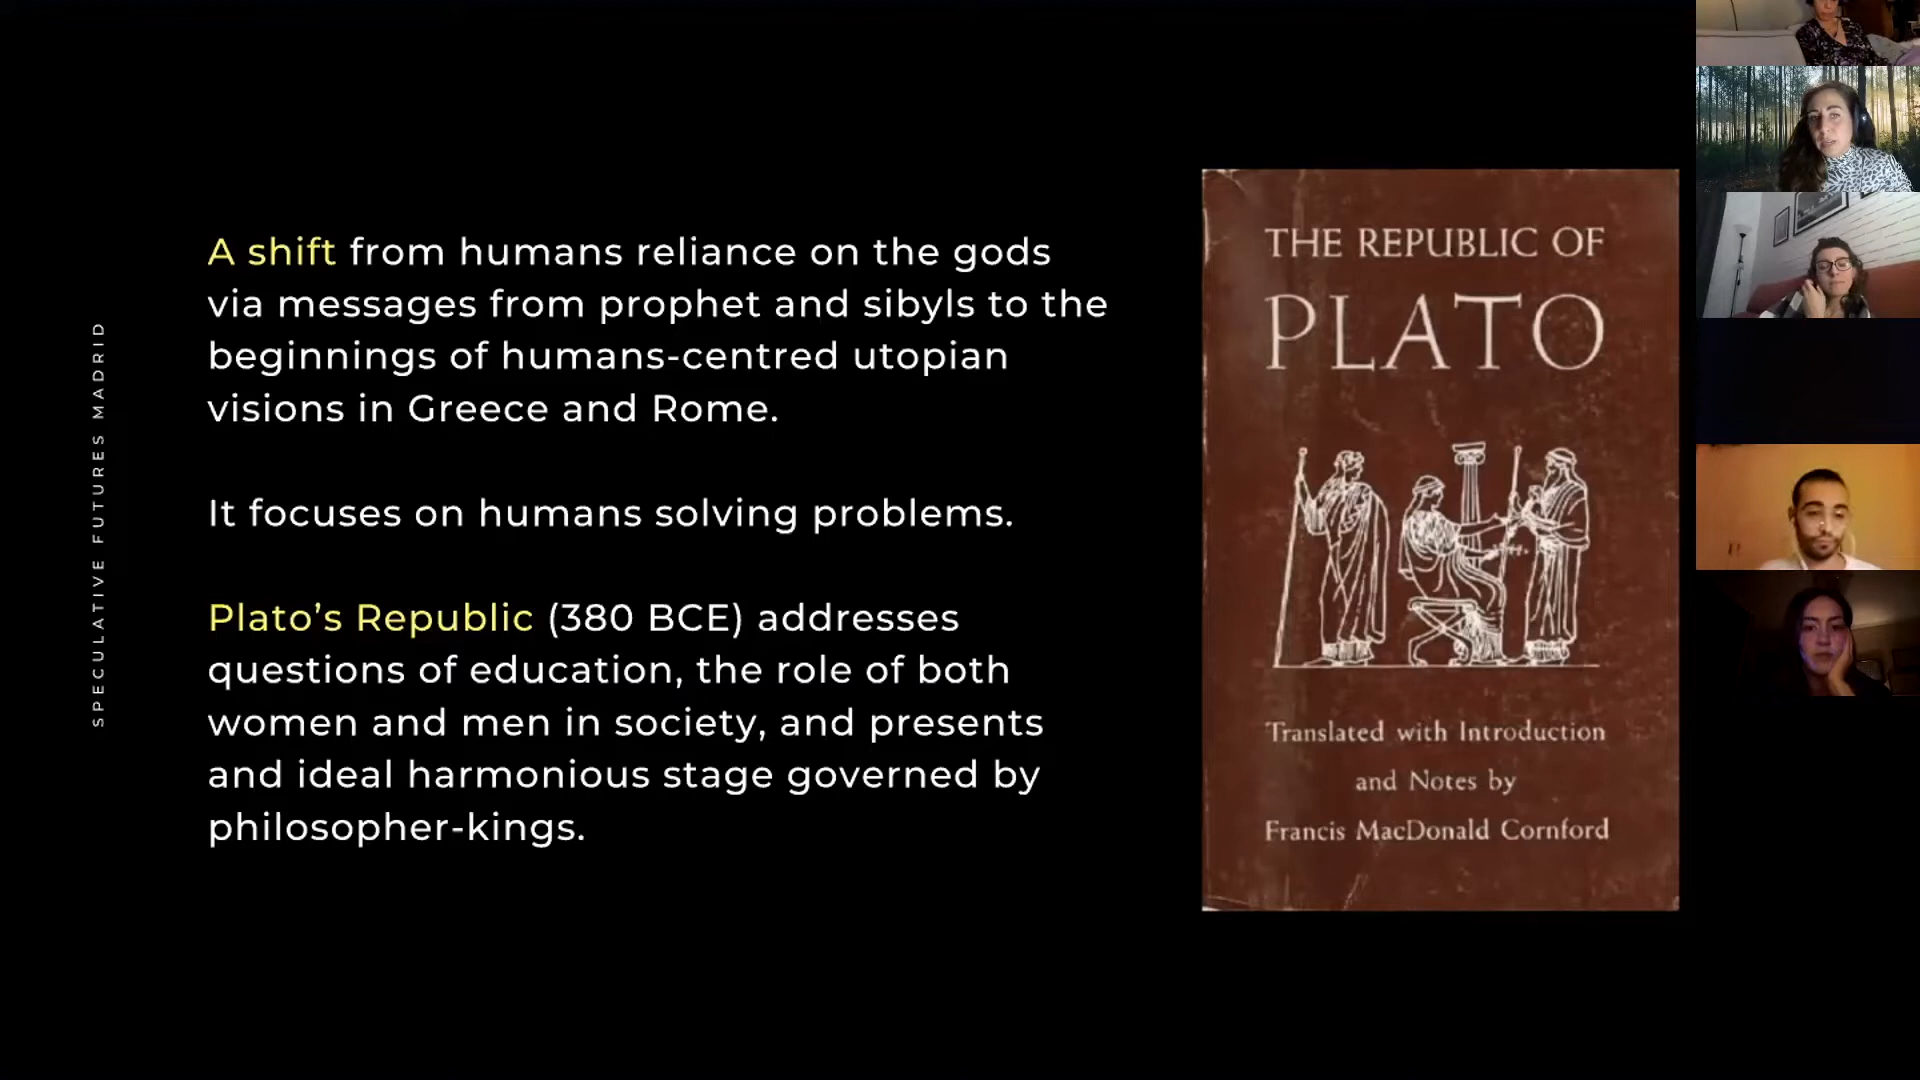 SPECULATIVE FUTURES MADRID
A shift from humans reliance on the gods
via messages from prophet and sibyls to the
beginnings of humans-centred utopian
visions in Greece and Rome.
It focuses on humans solving problems.
Plato’s Republic (380 BCE) addresses
questions of education, the role of both
women and men in society, and presents
and ideal harmonious stage governed by
philosopher-kings.
THE REPUBLIC OF
PLATO
Translated with Introduction
and Notes by
Francis MacDonald Cornford